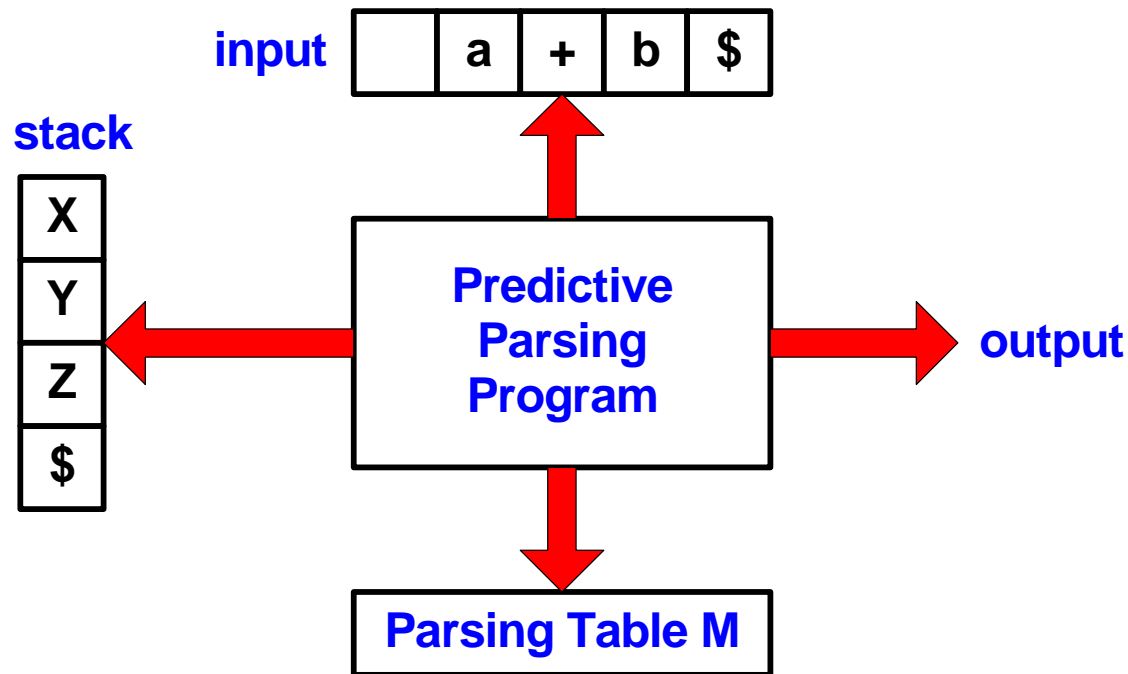 input a + b $
stack
X
Y
Z
$
Predictive
Parsing
Program
output
Parsing Table M